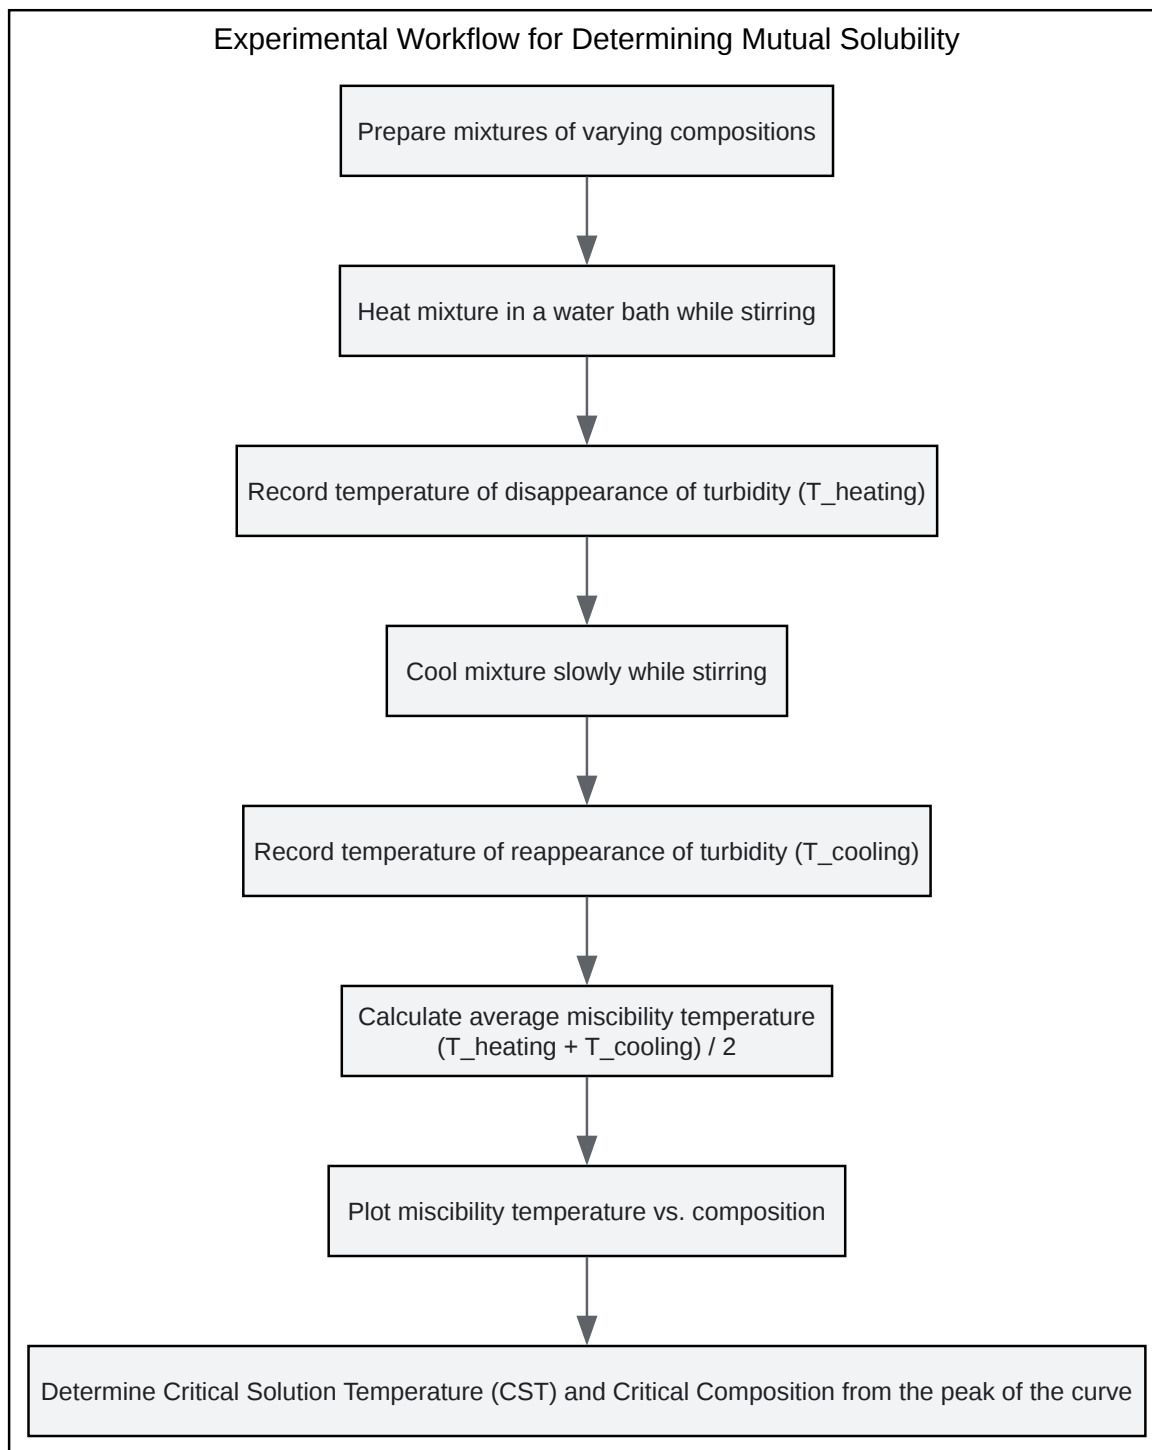 Experimental Workflow for Determining Mutual Solubility
Prepare mixtures of varying compositions
Heat mixture in a water bath while stirring
Record temperature of disappearance of turbidity (T_heating)
Cool mixture slowly while stirring
Record temperature of reappearance of turbidity (T_cooling)
Calculate average miscibility temperature
(T_heating + T_cooling) / 2
Plot miscibility temperature vs. composition
Determine Critical Solution Temperature (CST) and Critical Composition from the peak of the curve